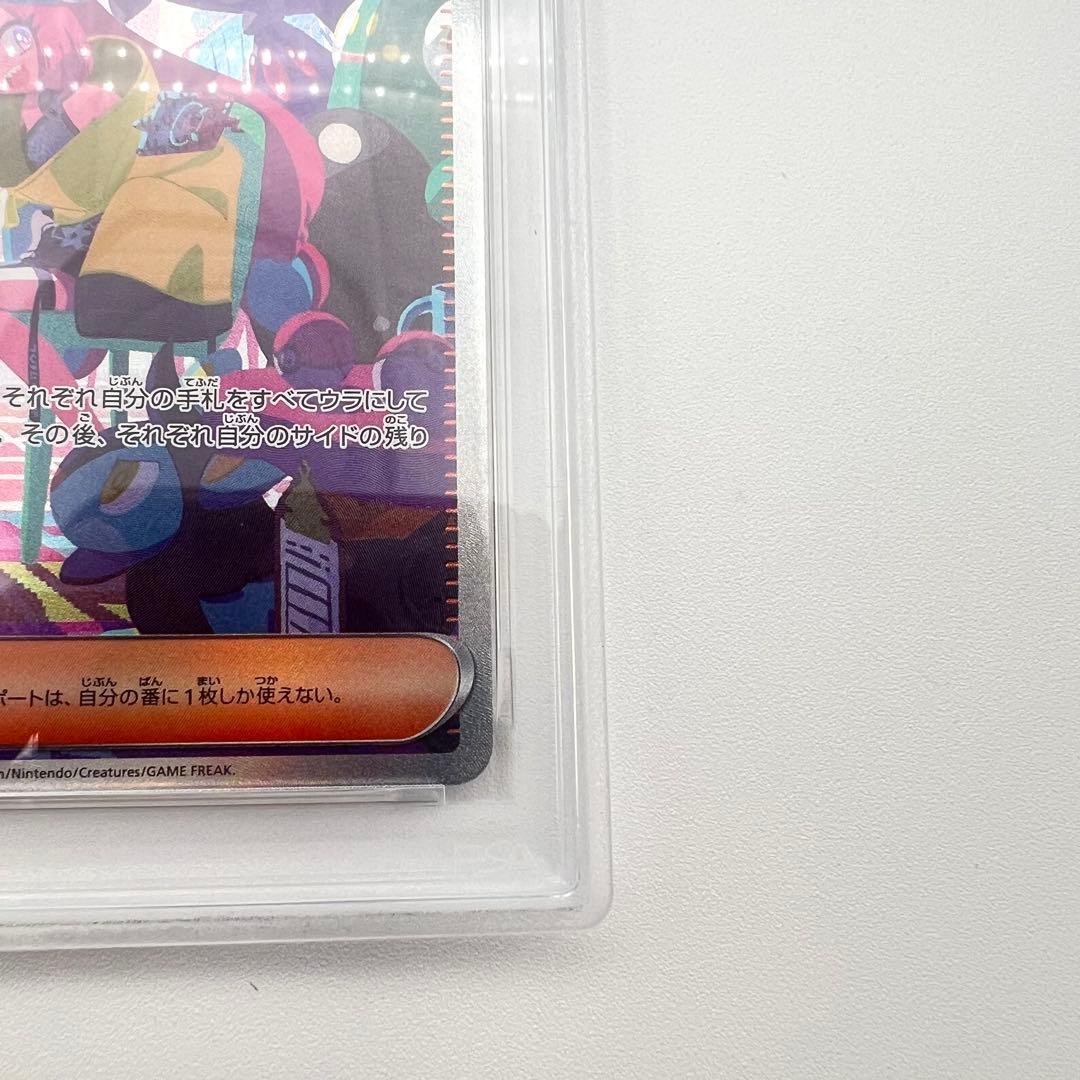 それぞれ自分の手札をすべてウラにして
。その後、それぞれ自分のサイドの残り
ポートは、自分の番に1枚しか使えない。
/Nintendo/Creatures/GAME FREAK.